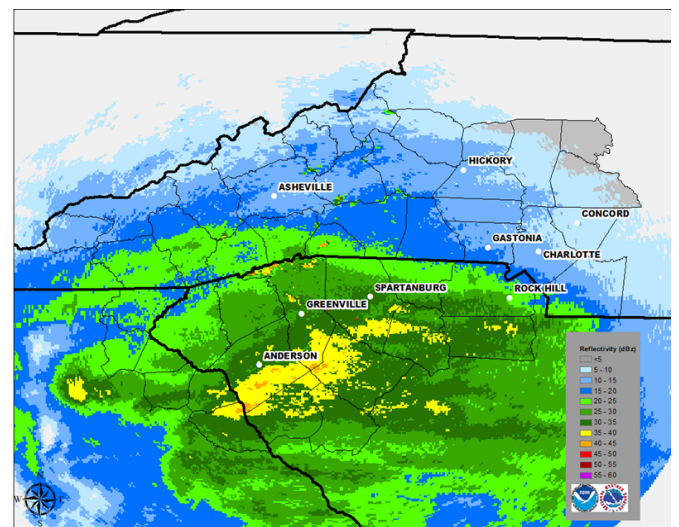 HICKORY
ASHEVILLE
CONCORD
GASTONIA
CHARLOTTE
SPARTANBURG
ROCK HILL
GREENVILLE
ANDERSON
Reflectivity (dBz)
<5
5 - 10
10 - 15
15 - 20
20 - 25
25 - 30
30 - 35
35 - 40
40 - 45
45 - 50
50 - 55
55 - 60
N
W E
S